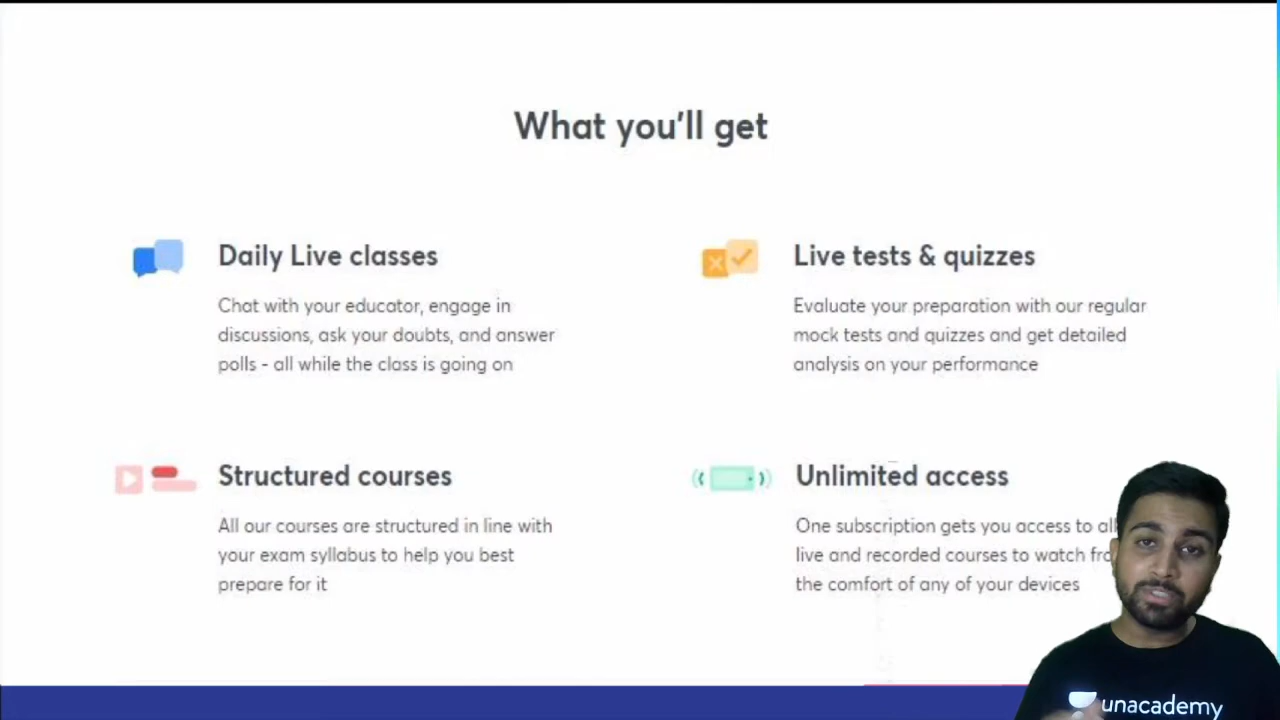 What you'll get
Daily Live classes
Chat with your educator, engage in
discussions, ask your doubts, and answer
polls - all while the class is going on
Live tests & quizzes
Evaluate your preparation with our regular
mock tests and quizzes and get detailed
analysis on your performance
Structured courses
All our courses are structured in line with
your exam syllabus to help you best
prepare for it
Unlimited access
One subscription gets you access to all
live and recorded courses to watch
the comfort of any of your devices
unacademy